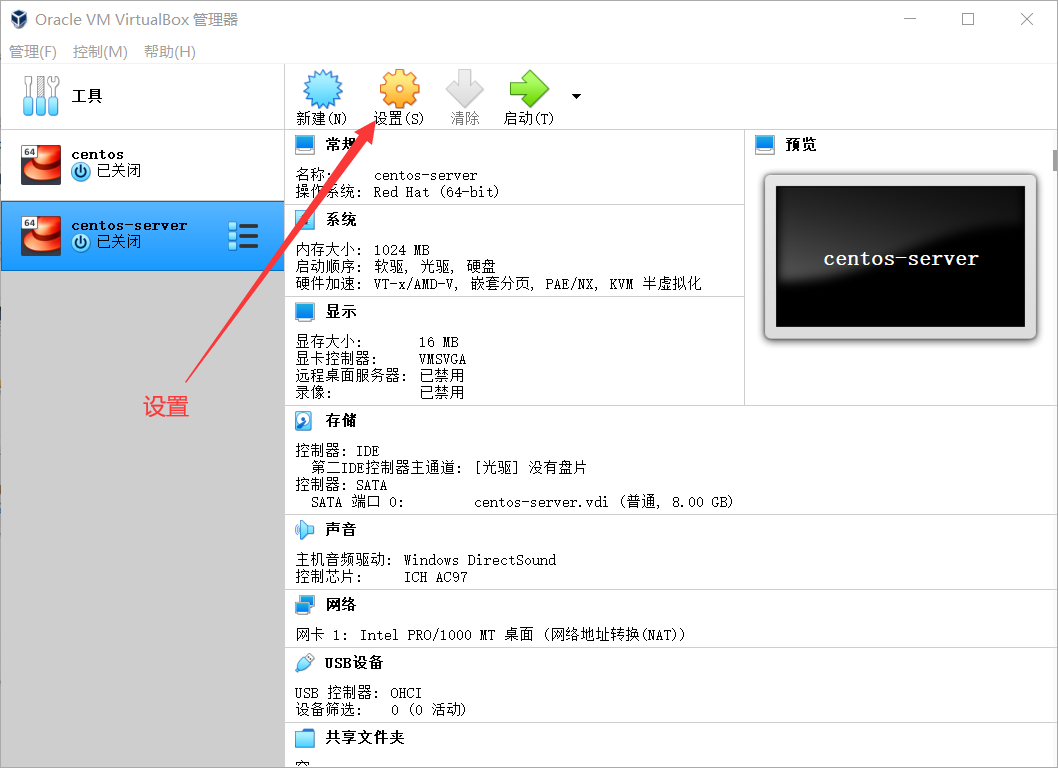 Oracle VM VirtualBox 管理器
管理(F) 控制(M) 帮助(H)
工具
新建(N) 设置(S) 清除 启动(T)
64 centos
已关闭
64 centos-server
已关闭
设置
常规
名称: centos-server
操作系统: Red Hat (64-bit)
系统
内存大小: 1024 MB
启动顺序: 软驱, 光驱, 硬盘
硬件加速: VT-x/AMD-V, 嵌套分页, PAE/NX, KVM 半虚拟化
显示
显存大小: 16 MB
显卡控制器: VMSVGA
远程桌面服务器: 已禁用
录像: 已禁用
预览
centos-server
存储
控制器: IDE
第二IDE控制器主通道: [光驱] 没有盘片
控制器: SATA
SATA 端口 0: centos-server.vdi (普通, 8.00 GB)
声音
主机音频驱动: Windows DirectSound
控制芯片: ICH AC97
网络
网卡 1: Intel PRO/1000 MT 桌面 (网络地址转换(NAT))
USB设备
USB 控制器: OHCI
设备筛选: 0 (0 活动)
共享文件夹